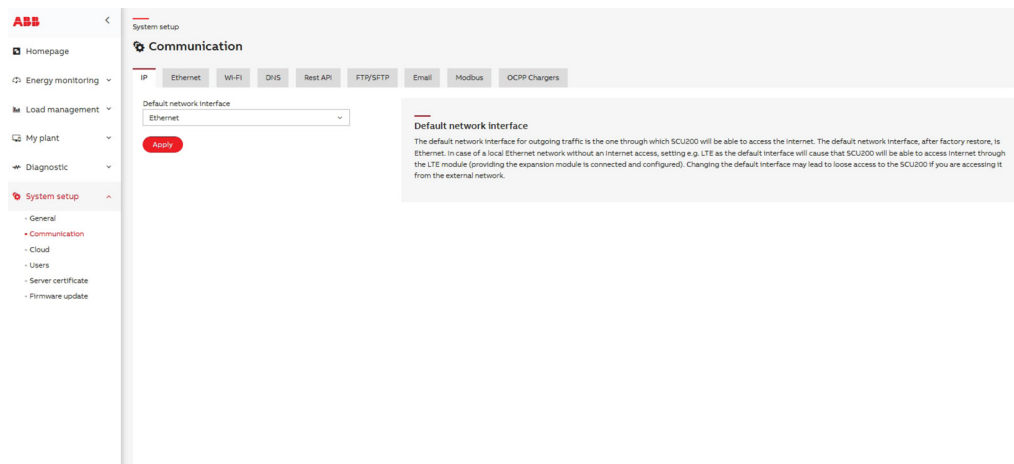 ABB
Homepage
Energy monitoring
Load management
My plant
Diagnostic
System setup
- General
• Communication
- Cloud
- Users
- Server certificate
- Firmware update
System setup
Communication
IP Ethernet Wi-Fi DNS Rest API FTP/SFTP Email Modbus OCPP Chargers
Default network interface
Ethernet
Apply
Default network interface
The default network interface for outgoing traffic is the one through which SCU200 will be able to access the internet. The default network interface, after factory restore, is
Ethernet. In case of a local Ethernet network without an internet access, setting e.g. LTE as the default interface will cause that SCU200 will be able to access internet through
the LTE module (providing the expansion module is connected and configured). Changing the default interface may lead to loose access to the SCU200 if you are accessing it
from the external network.